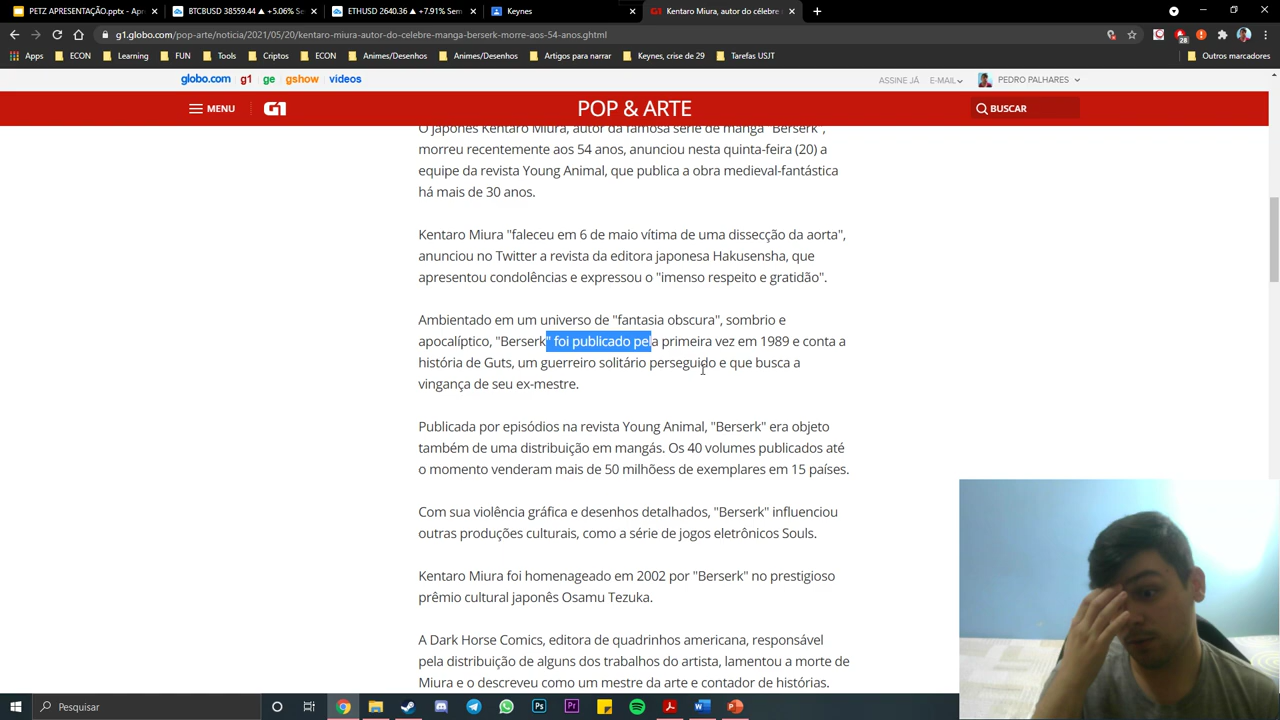 PETZ APRESENTAÇÃO.pptx - Apr
BTCBUSD 38559.44 ▲ +5.06% Sem
ETHUSD 2640.36 ▲ +7.91% Sem
Keynes
Kentaro Miura, autor do célebre
g1.globo.com/pop-arte/noticia/2021/05/20/kentaro-miura-autor-do-celebre-manga-berserk-morre-aos-54-anos.ghtml
28
Apps
ECON
Learning
FUN
Tools
Criptos
ECON
Animes/Desenhos
Animes/Desenhos
Artigos para narrar
Keynes, crise de 29
Tarefas USJT
Outros marcadores
globo.com g1 ge gshow vídeos
ASSINE JÁ
E-MAIL
PEDRO PALHARES
MENU
G1
POP & ARTE
BUSCAR
O japonês Kentaro Miura, autor da famosa série de mangá "Berserk",
morreu recentemente aos 54 anos, anunciou nesta quinta-feira (20) a
equipe da revista Young Animal, que publica a obra medieval-fantástica
há mais de 30 anos.
Kentaro Miura "faleceu em 6 de maio vítima de uma dissecção da aorta",
anunciou no Twitter a revista da editora japonesa Hakusensha, que
apresentou condolências e expressou o "imenso respeito e gratidão".
Ambientado em um universo de "fantasia obscura", sombrio e
apocalíptico, "Berserk" foi publicado pela primeira vez em 1989 e conta a
história de Guts, um guerreiro solitário perseguido e que busca a
vingança de seu ex-mestre.
Publicada por episódios na revista Young Animal, "Berserk" era objeto
também de uma distribuição em mangás. Os 40 volumes publicados até
o momento venderam mais de 50 milhõess de exemplares em 15 países.
Com sua violência gráfica e desenhos detalhados, "Berserk" influenciou
outras produções culturais, como a série de jogos eletrônicos Souls.
Kentaro Miura foi homenageado em 2002 por "Berserk" no prestigioso
prêmio cultural japonês Osamu Tezuka.
A Dark Horse Comics, editora de quadrinhos americana, responsável
pela distribuição de alguns dos trabalhos do artista, lamentou a morte de
Miura e o descreveu como um mestre da arte e contador de histórias.
Pesquisar